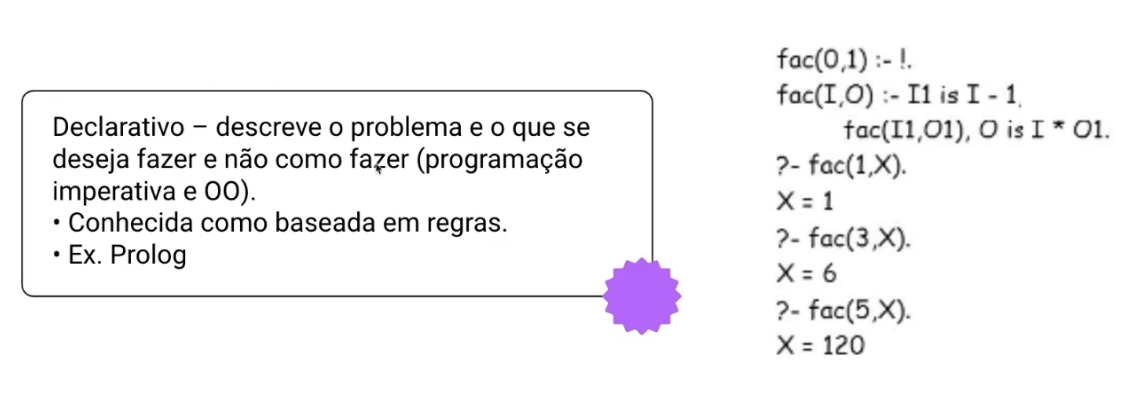 Declarativo – descreve o problema e o que se
deseja fazer e não como fazer (programação
imperativa e OO).
• Conhecida como baseada em regras.
• Ex. Prolog
fac(0,1) :- !.
fac(I,O) :- I1 is I - 1,
fac(I1,O1), O is I * O1.
?- fac(1,X).
X = 1
?- fac(3,X).
X = 6
?- fac(5,X).
X = 120